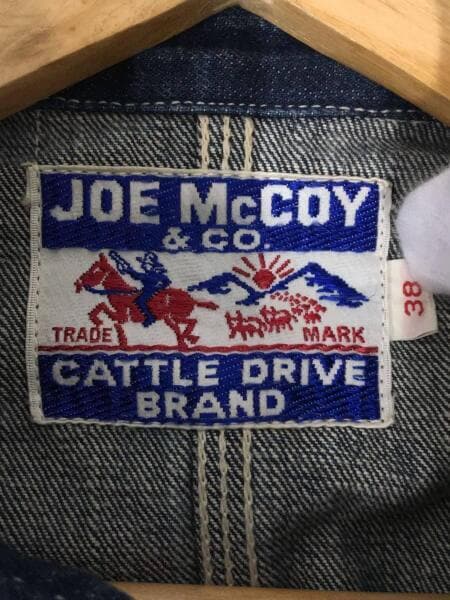 JOE McCOY
& CO.
TRADE MARK
CATTLE DRIVE
BRAND
38